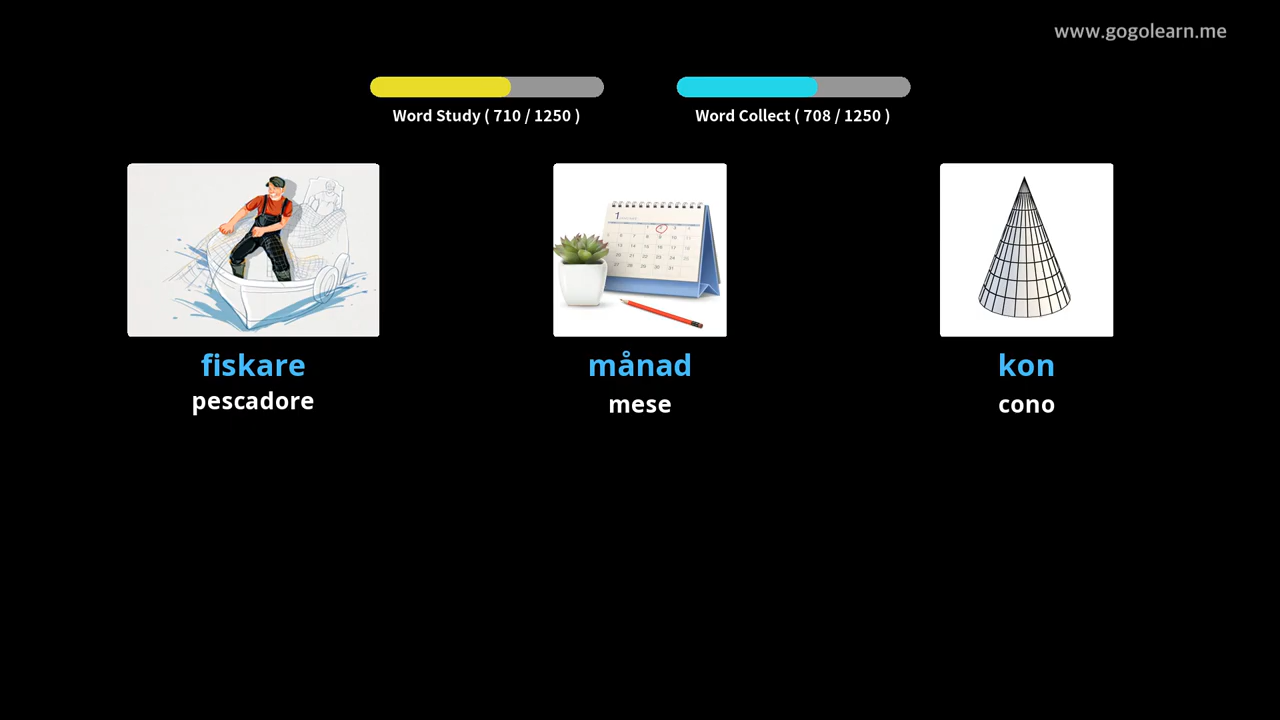 www.gogolearn.me
Word Study ( 710 / 1250 )
Word Collect ( 708 / 1250 )
fiskare
månad
kon
pescadore
mese
cono